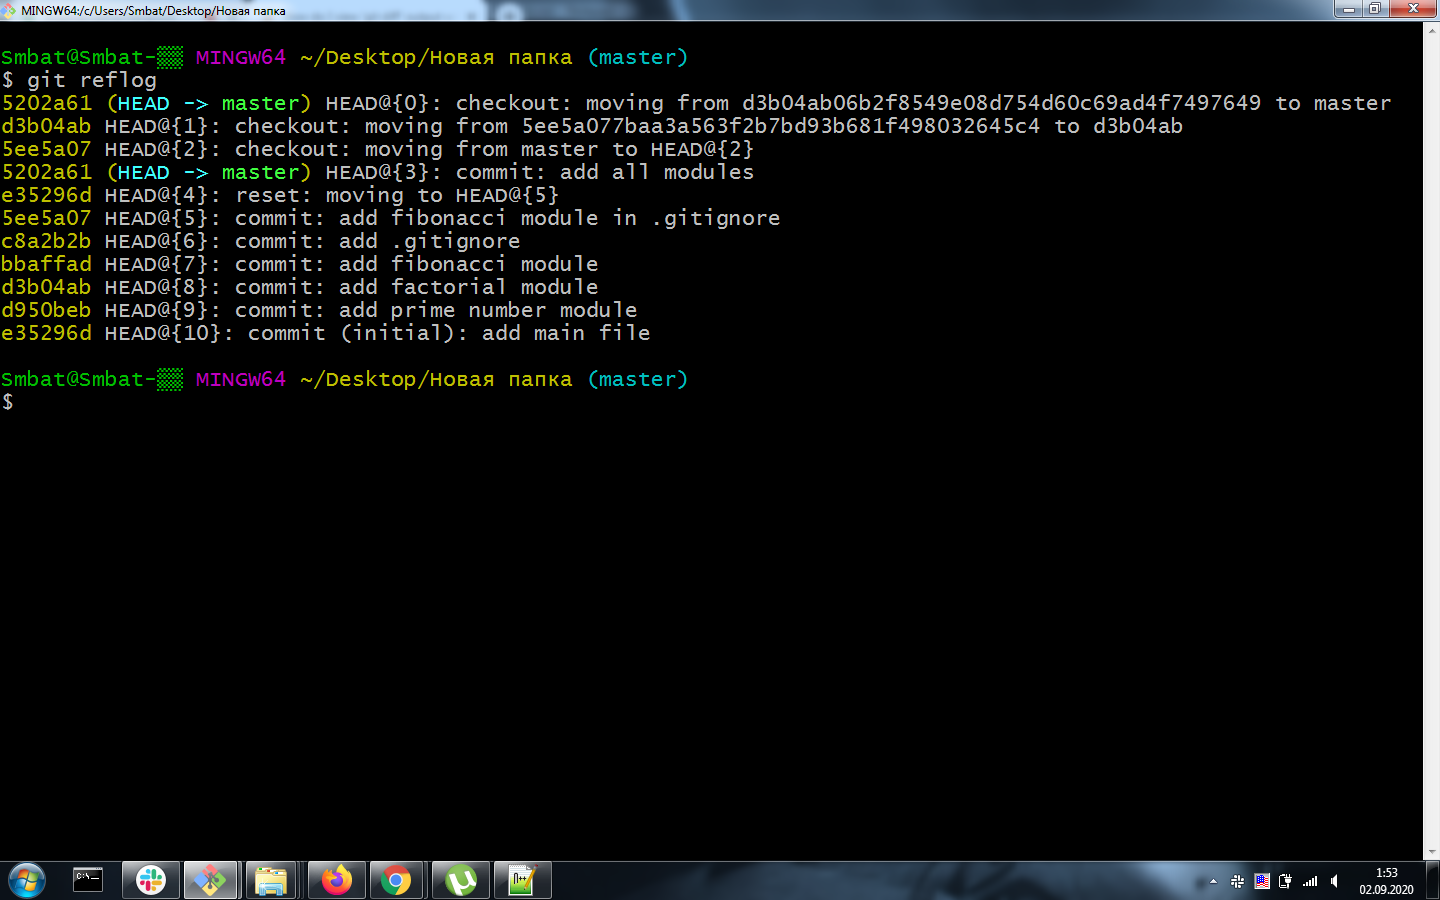 MINGW64:/c/Users/Smbat/Desktop/Новая папка
Smbat@Smbat-▒▒ MINGW64 ~/Desktop/Новая папка (master)
$ git reflog
5202a61 (HEAD -> master) HEAD@{0}: checkout: moving from d3b04ab06b2f8549e08d754d60c69ad4f7497649 to master
d3b04ab HEAD@{1}: checkout: moving from 5ee5a077baa3a563f2b7bd93b681f498032645c4 to d3b04ab
5ee5a07 HEAD@{2}: checkout: moving from master to HEAD@{2}
5202a61 (HEAD -> master) HEAD@{3}: commit: add all modules
e35296d HEAD@{4}: reset: moving to HEAD@{5}
5ee5a07 HEAD@{5}: commit: add fibonacci module in .gitignore
c8a2b2b HEAD@{6}: commit: add .gitignore
bbaffad HEAD@{7}: commit: add fibonacci module
d3b04ab HEAD@{8}: commit: add factorial module
d950beb HEAD@{9}: commit: add prime number module
e35296d HEAD@{10}: commit (initial): add main file
Smbat@Smbat-▒▒ MINGW64 ~/Desktop/Новая папка (master)
$
1:53
02.09.2020